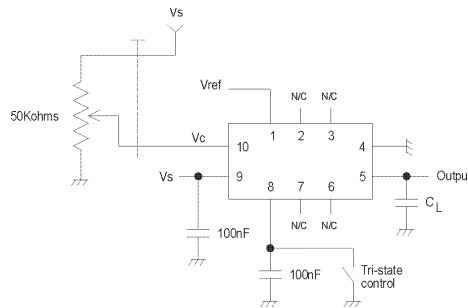 Vs
Vref
N/C N/C
50Kohms
Vc
1 2 3
10 4
Vs 9 5 Output
8 7 6
C L
100nF
N/C N/C
100nF
Tri-state
control